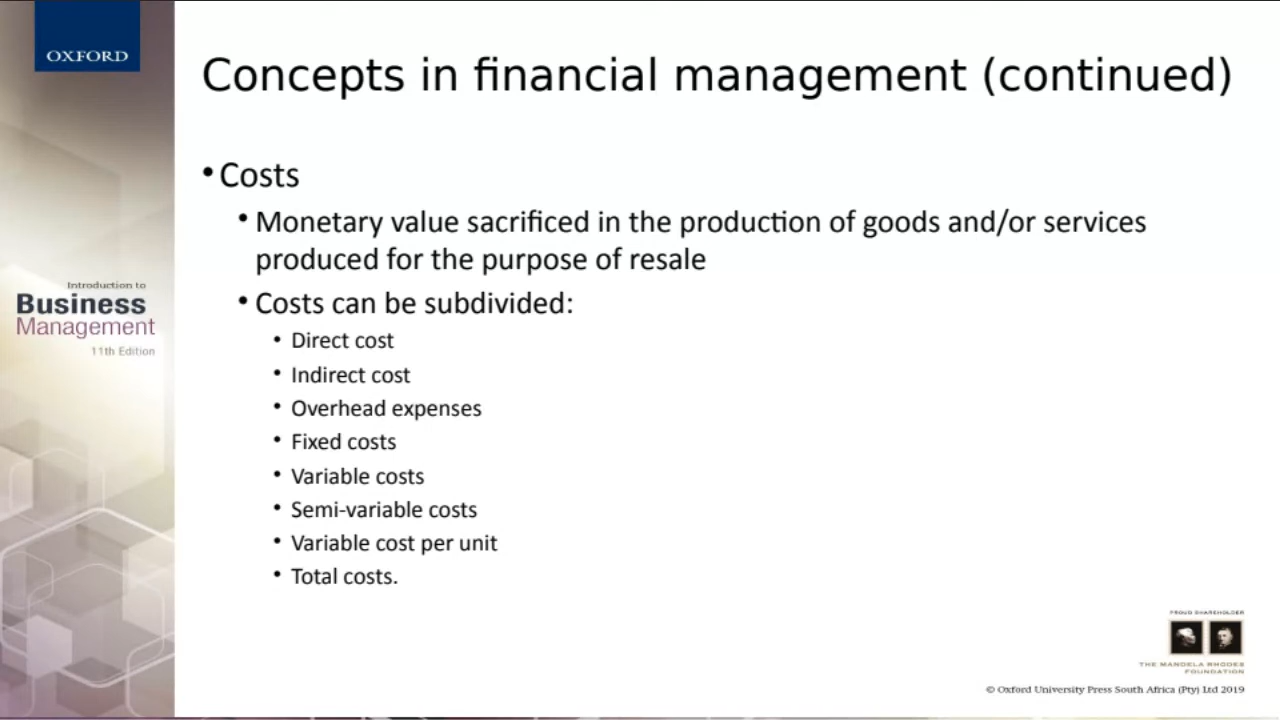 OXFORD
Concepts in financial management (continued)
• Costs
• Monetary value sacrificed in the production of goods and/or services
produced for the purpose of resale
• Costs can be subdivided:
• Direct cost
• Indirect cost
• Overhead expenses
• Fixed costs
• Variable costs
• Semi-variable costs
• Variable cost per unit
• Total costs.
Introduction to
Business
Management
11th Edition
PROUD SHAREHOLDER
THE MANDELA RHODES
FOUNDATION
© Oxford University Press South Africa (Pty) Ltd 2019